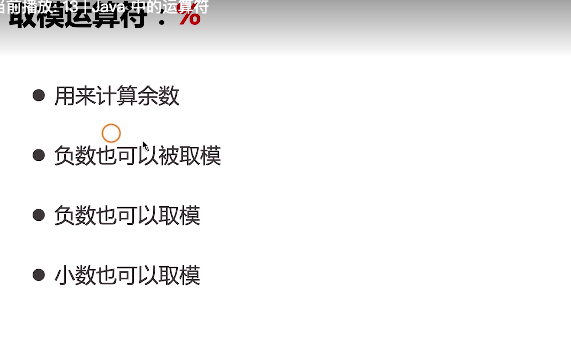 当前播放: 13 | Java 中的运算符
取模运算符：%
用来计算余数
负数也可以被取模
负数也可以取模
小数也可以取模